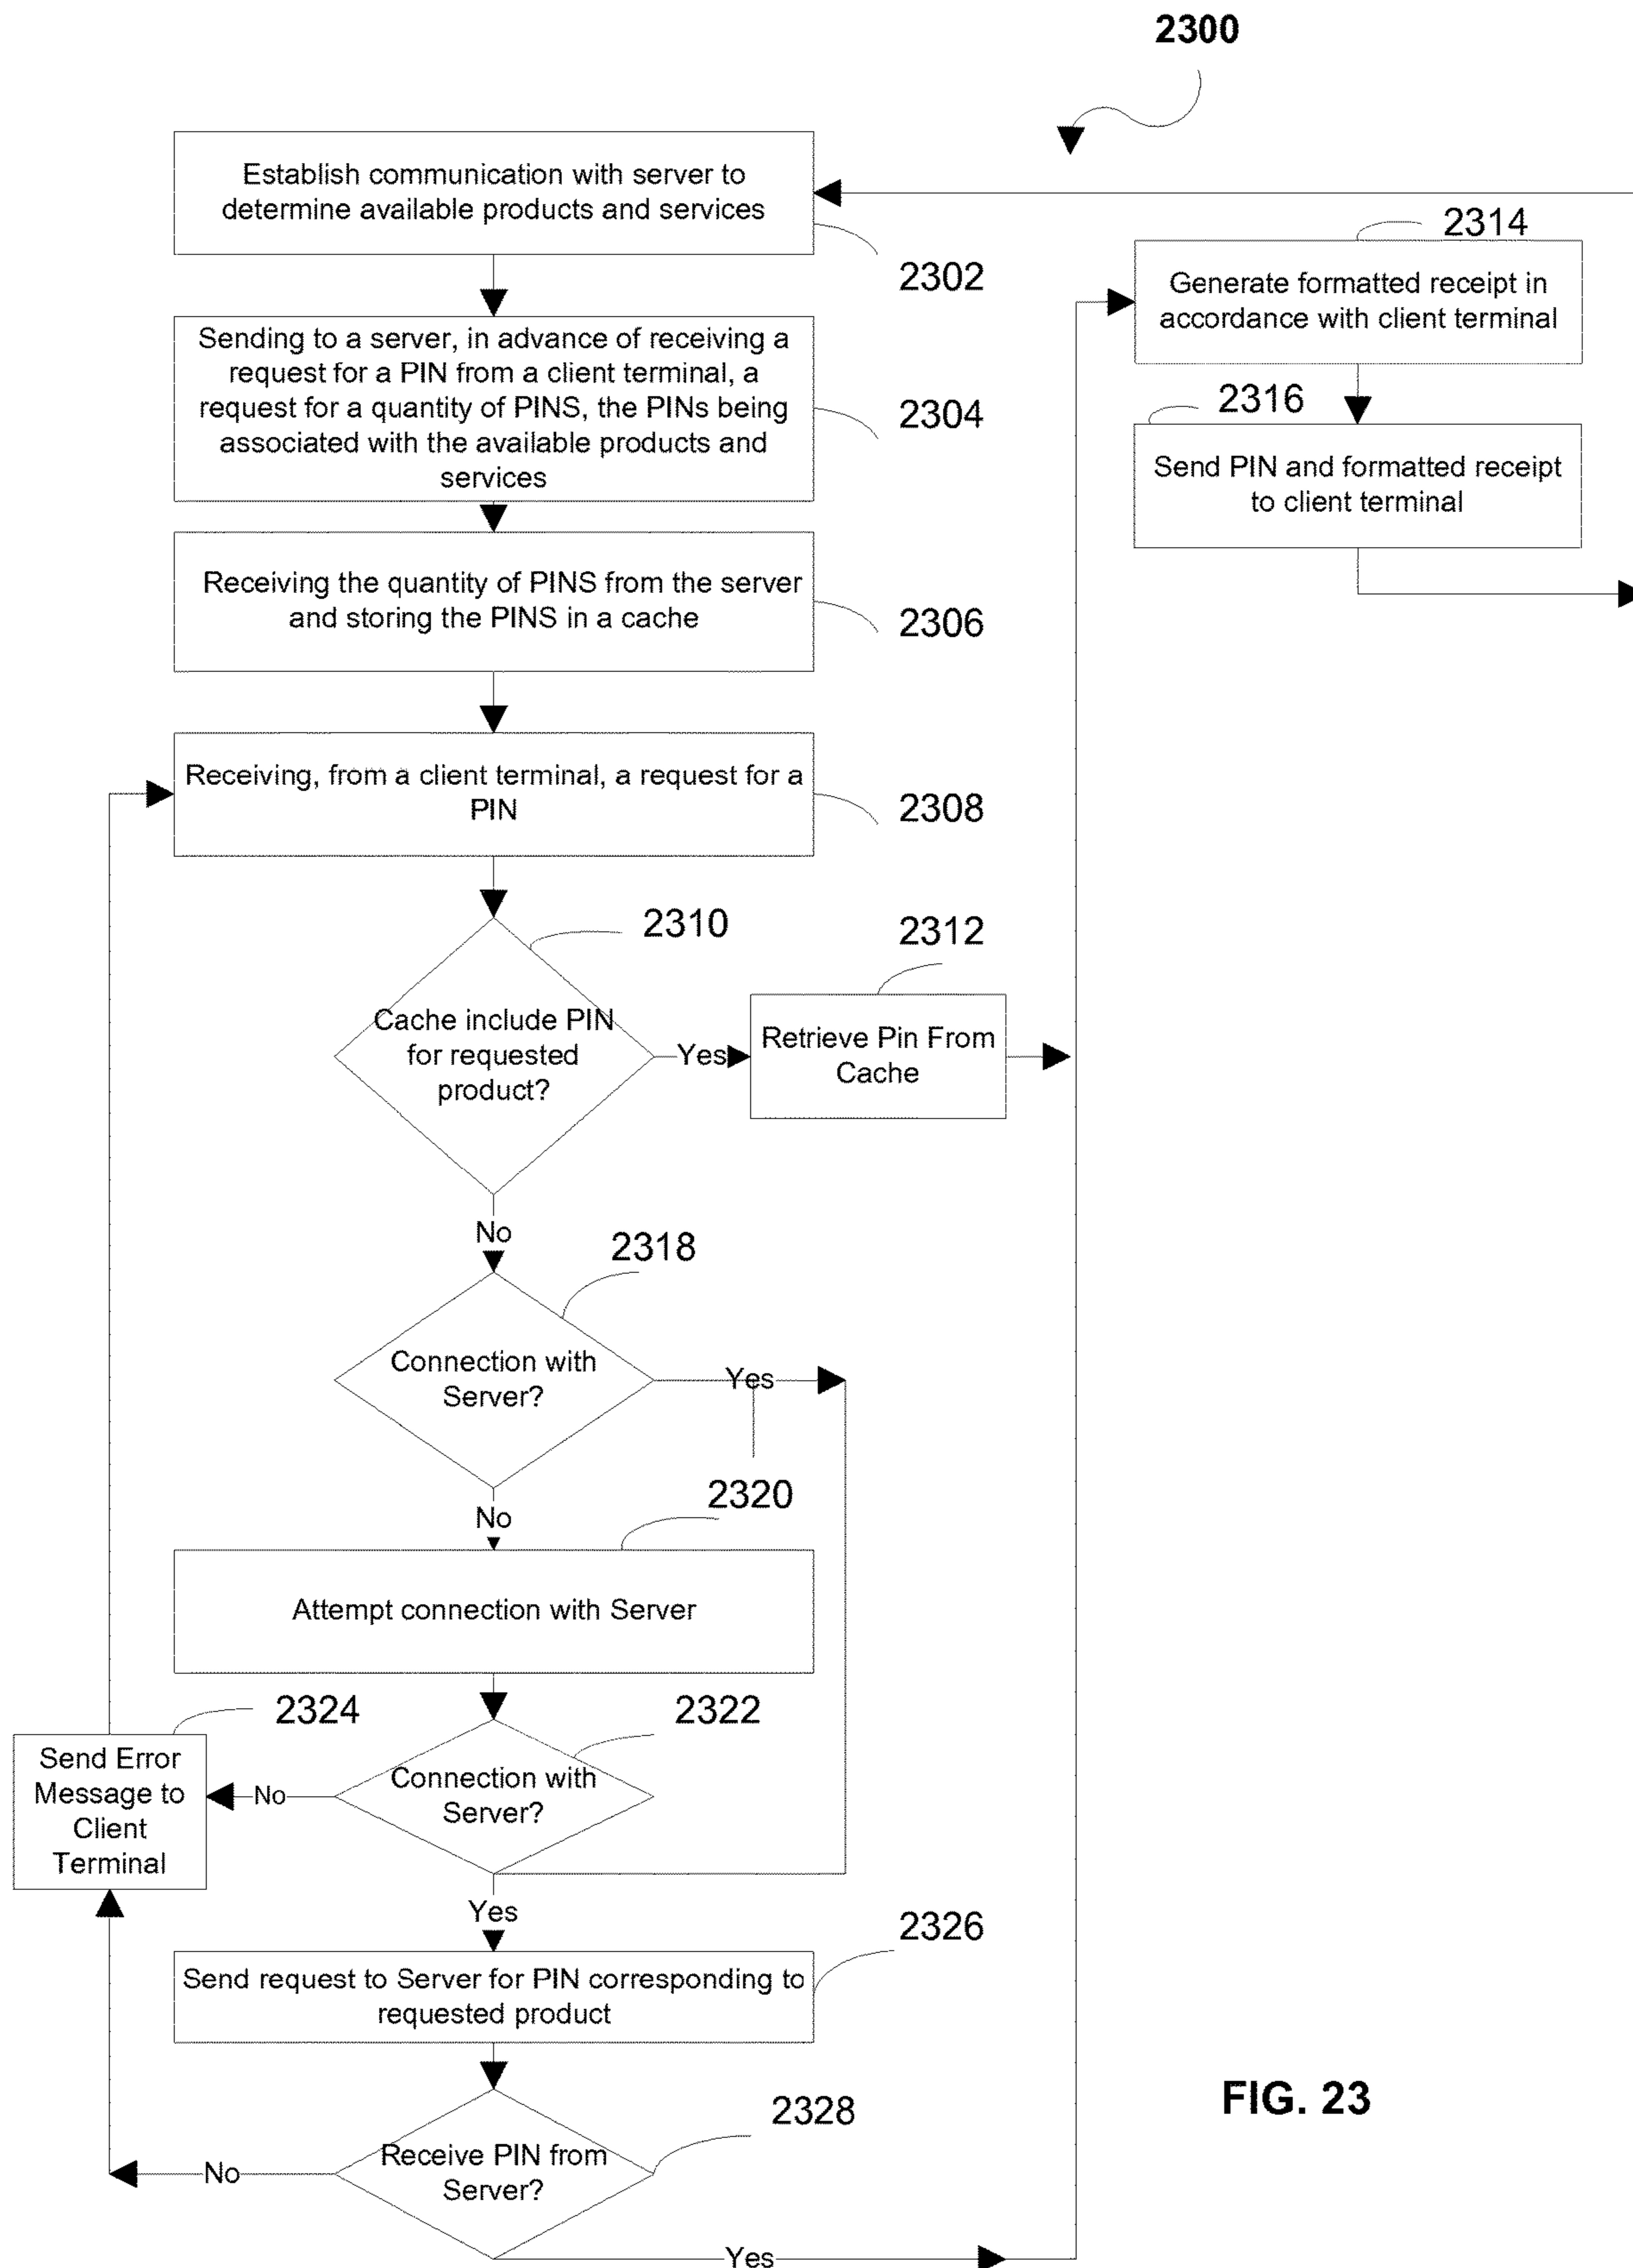 2300
Establish communication with server to
determine available products and services
2302
Sending to a server, in advance of receiving a
request for a PIN from a client terminal, a
request for a quantity of PINS, the PINs being
associated with the available products and
services
2304
Receiving the quantity of PINS from the server
and storing the PINS in a cache
2306
Receiving, from a client terminal, a request for a
PIN
2308
2310
Cache include PIN
for requested
product?
Yes
2312
Retrieve Pin From
Cache
2314
Generate formatted receipt in
accordance with client terminal
2316
Send PIN and formatted receipt
to client terminal
No
2318
Connection with
Server?
Yes
No
2320
Attempt connection with Server
2322
Connection with
Server?
No
2324
Send Error
Message to
Client
Terminal
Yes
2326
Send request to Server for PIN corresponding to
requested product
2328
Receive PIN from
Server?
No
Yes
FIG. 23